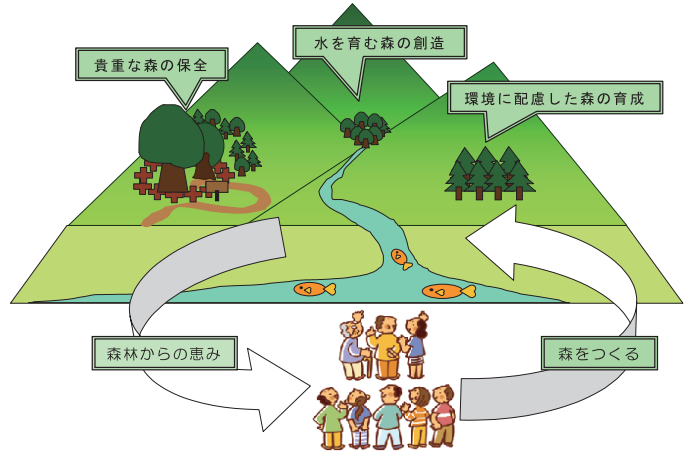 水を育む森の創造
貴重な森の保全
環境に配慮した森の育成
森林からの恵み
森をつくる